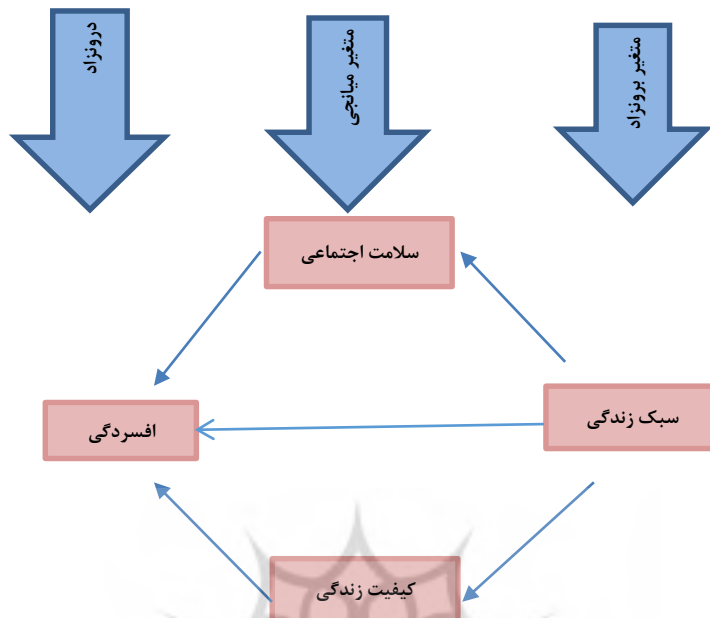 متغیر برونزاد
متغیر میانجی
درونزاد
سلامت اجتماعی
سبک زندگی
افسردگی
کیفیت زندگی